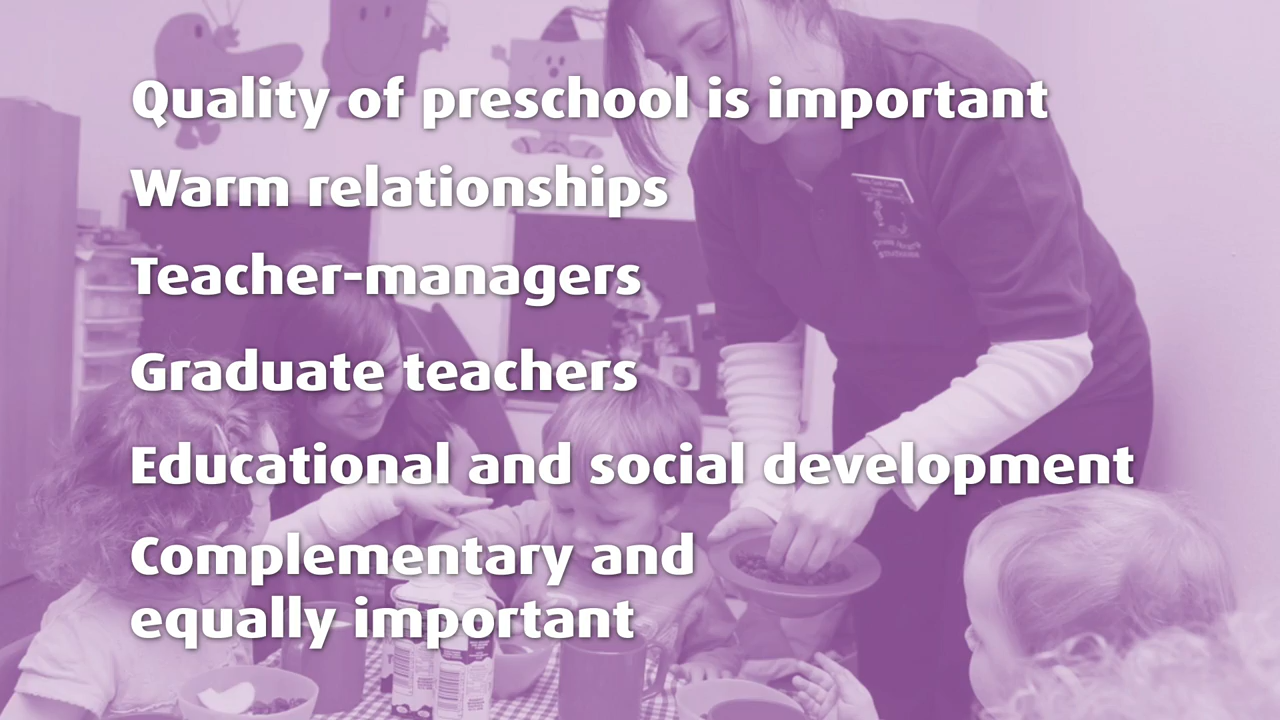 Quality of preschool is important
Warm relationships
Teacher-managers
Graduate teachers
Educational and social development
Complementary and
equally important